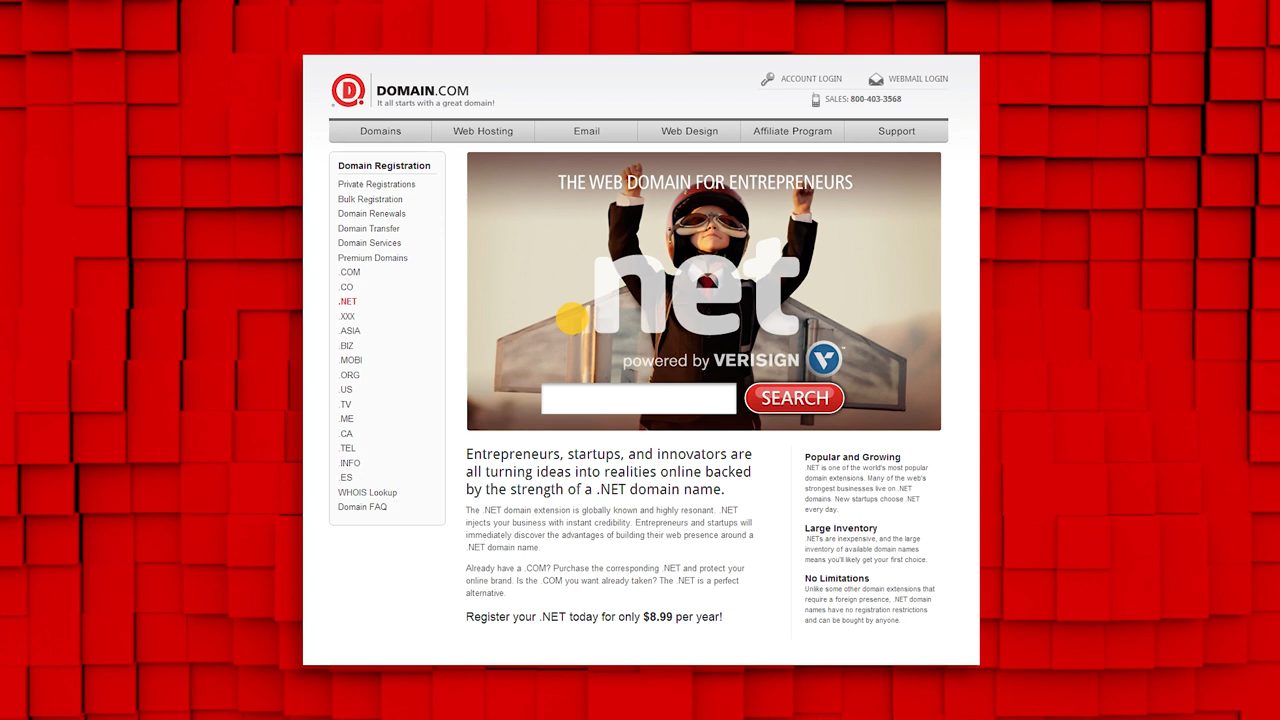 D
DOMAIN.COM
It all starts with a great domain!
ACCOUNT LOGIN
WEBMAIL LOGIN
SALES: 800-403-3568
Domains
Web Hosting
Email
Web Design
Affiliate Program
Support
Domain Registration
Private Registrations
Bulk Registration
Domain Renewals
Domain Transfer
Domain Services
Premium Domains
.COM
.CO
.NET
.XXX
.ASIA
.BIZ
.MOBI
.ORG
.US
.TV
.ME
.CA
.TEL
.INFO
.ES
WHOIS Lookup
Domain FAQ
THE WEB DOMAIN FOR ENTREPRENEURS
.net
powered by VERISIGN
SEARCH
Entrepreneurs, startups, and innovators are
all turning ideas into realities online backed
by the strength of a .NET domain name.
The .NET domain extension is globally known and highly resonant. .NET
injects your business with instant credibility. Entrepreneurs and startups will
immediately discover the advantages of building their web presence around a
.NET domain name.
Already have a .COM? Purchase the corresponding .NET and protect your
online brand. Is the .COM you want already taken? The .NET is a perfect
alternative.
Register your .NET today for only $8.99 per year!
Popular and Growing
.NET is one of the world's most popular
domain extensions. Many of the web's
strongest businesses live on .NET
domains. New startups choose .NET
every day.
Large Inventory
.NETs are inexpensive, and the large
inventory of available domain names
means you'll likely get your first choice.
No Limitations
Unlike some other domain extensions that
require a foreign presence, .NET domain
names have no registration restrictions
and can be bought by anyone.